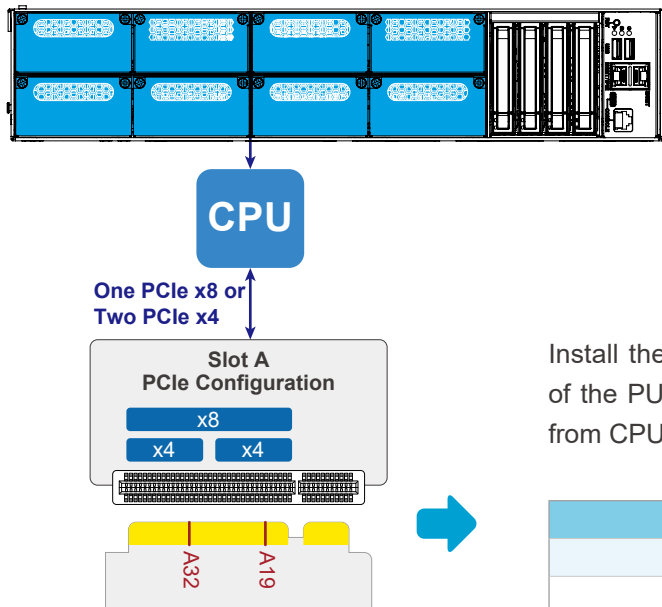 CPU
One PCIe x8 or
Two PCIe x4
Slot A
PCIe Configuration
x8
x4 x4
Install the
of the PU
from CPU
A32 A19